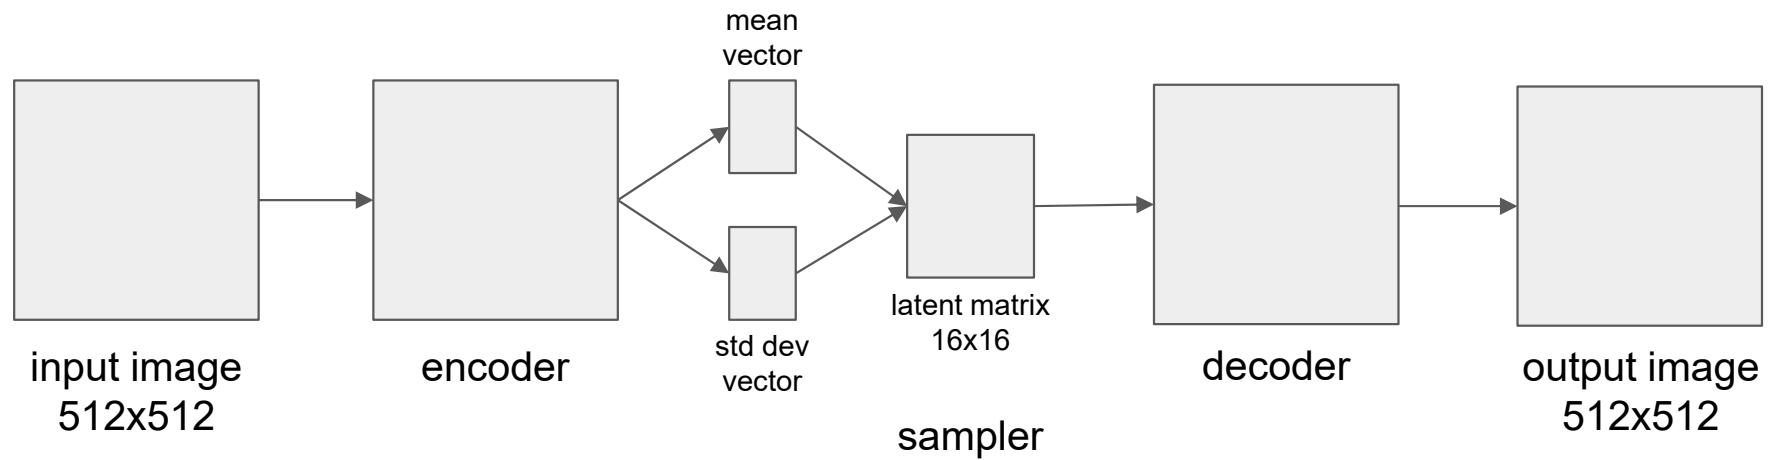 mean
vector
input image
512x512
encoder
std dev
vector
latent matrix
16x16
sampler
decoder
output image
512x512